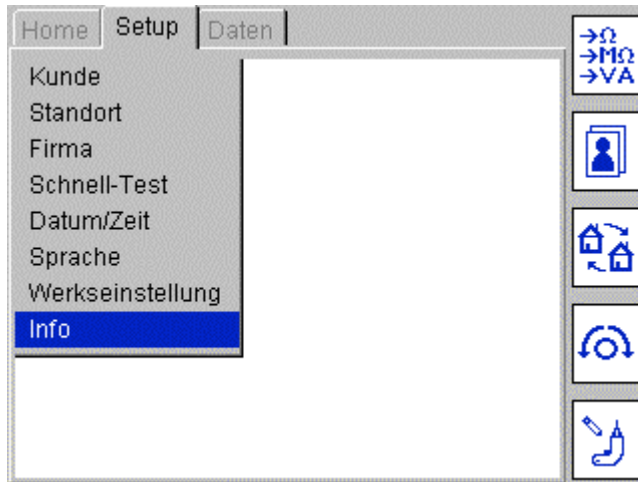 Home Setup Daten
Kunde
Standort
Firma
Schnell-Test
Datum/Zeit
Sprache
Werkseinstellung
Info
→Ω
→MΩ
→VA